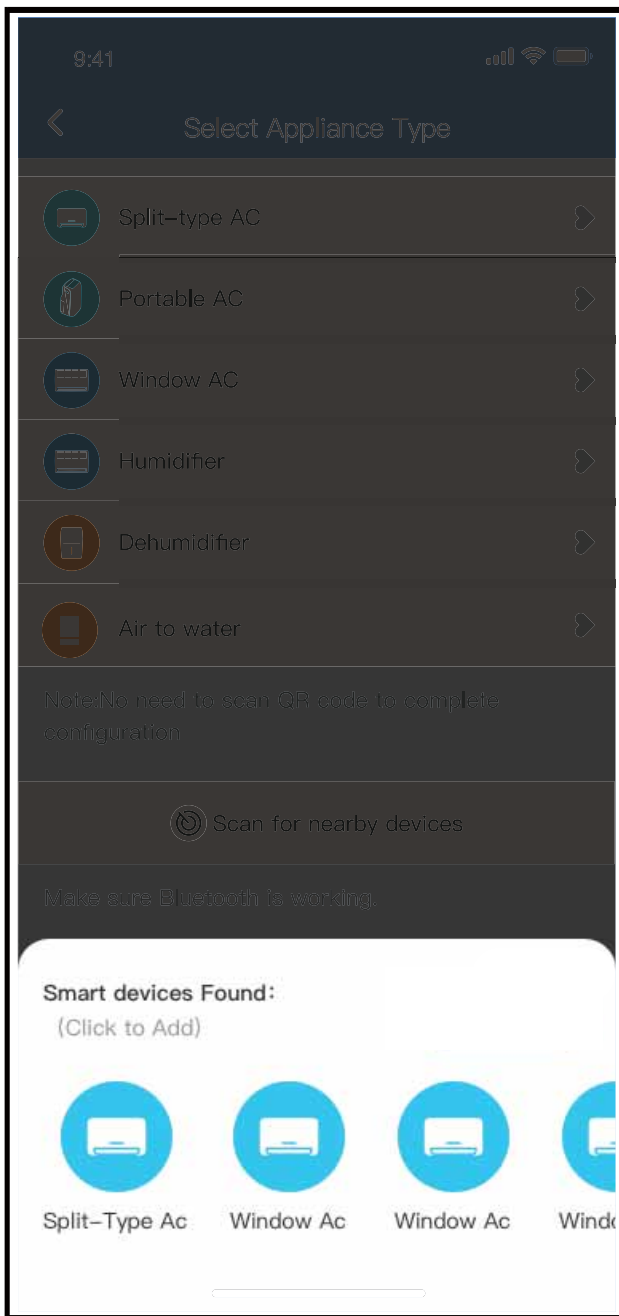 9:41
Select Appliance Type
Split-type AC
Portable AC
Window AC
Humidifier
Dehumidifier
Air to water
Note:No need to scan QR code to complete
configuration
Scan for nearby devices
Make sure Bluetooth is working.
Smart devices Found:
(Click to Add)
Split-Type Ac Window Ac Window Ac Windo